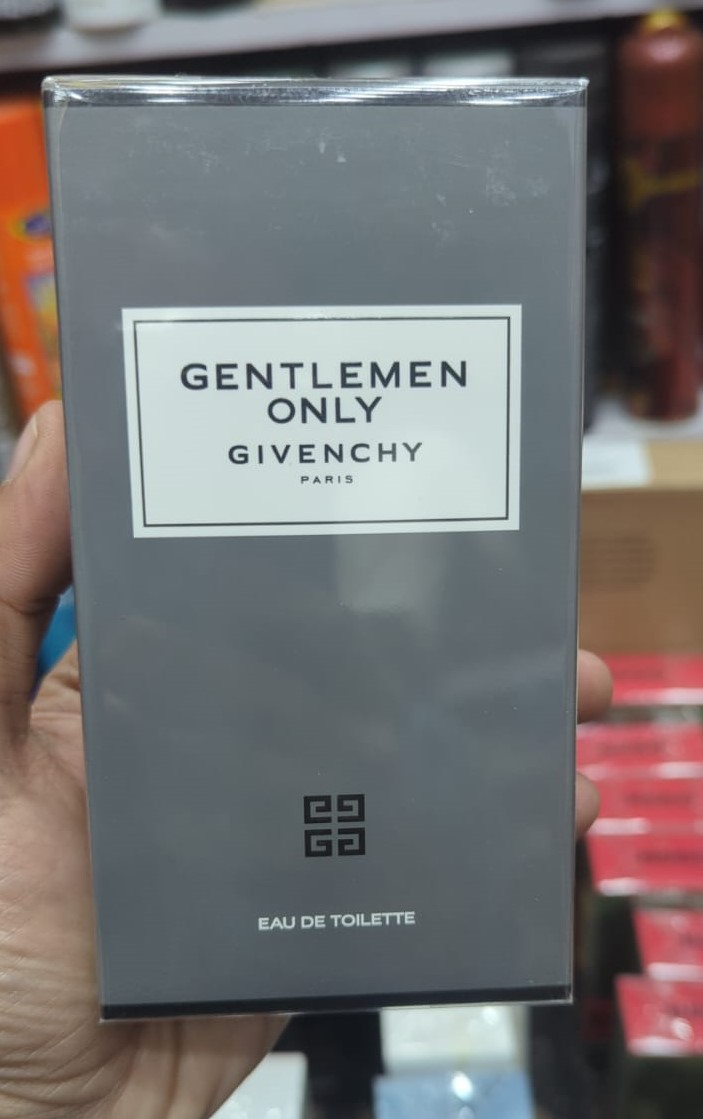 GENTLEMEN
ONLY
GIVENCHY
PARIS
EAU DE TOILETTE